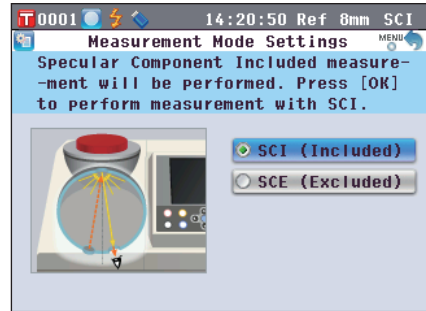 T0001 14:20:50 Ref 8mm SCI
Measurement Mode Settings MENU
Specular Component Included measure-
-ment will be performed. Press [OK]
to perform measurement with SCI.
SCI (Included)
SCE (Excluded)